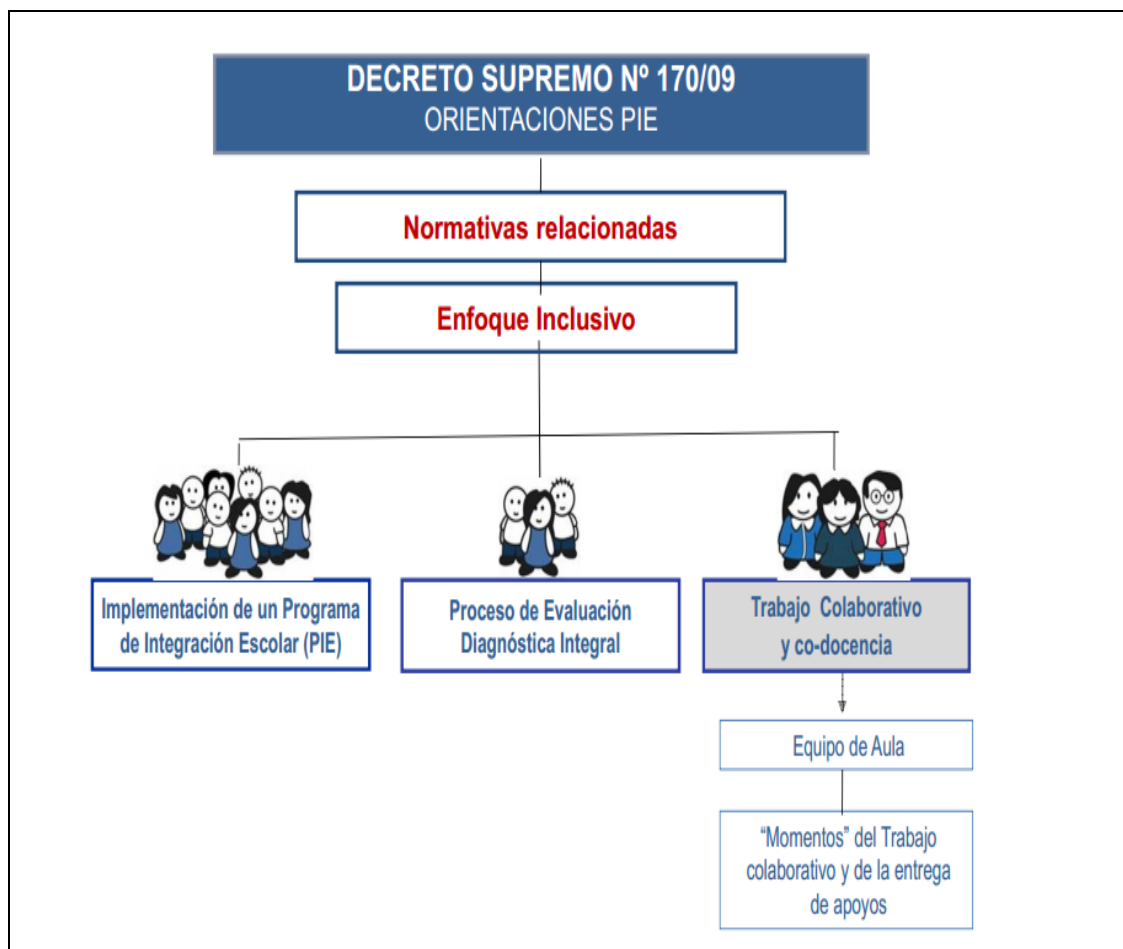 DECRETO SUPREMO Nº 170/09
ORIENTACIONES PIE
Normativas relacionadas
Enfoque Inclusivo
Implementación de un Programa
de Integración Escolar (PIE)
Proceso de Evaluación
Diagnóstica Integral
Trabajo Colaborativo
y co-docencia
Equipo de Aula
“Momentos” del Trabajo
colaborativo y de la entrega
de apoyos